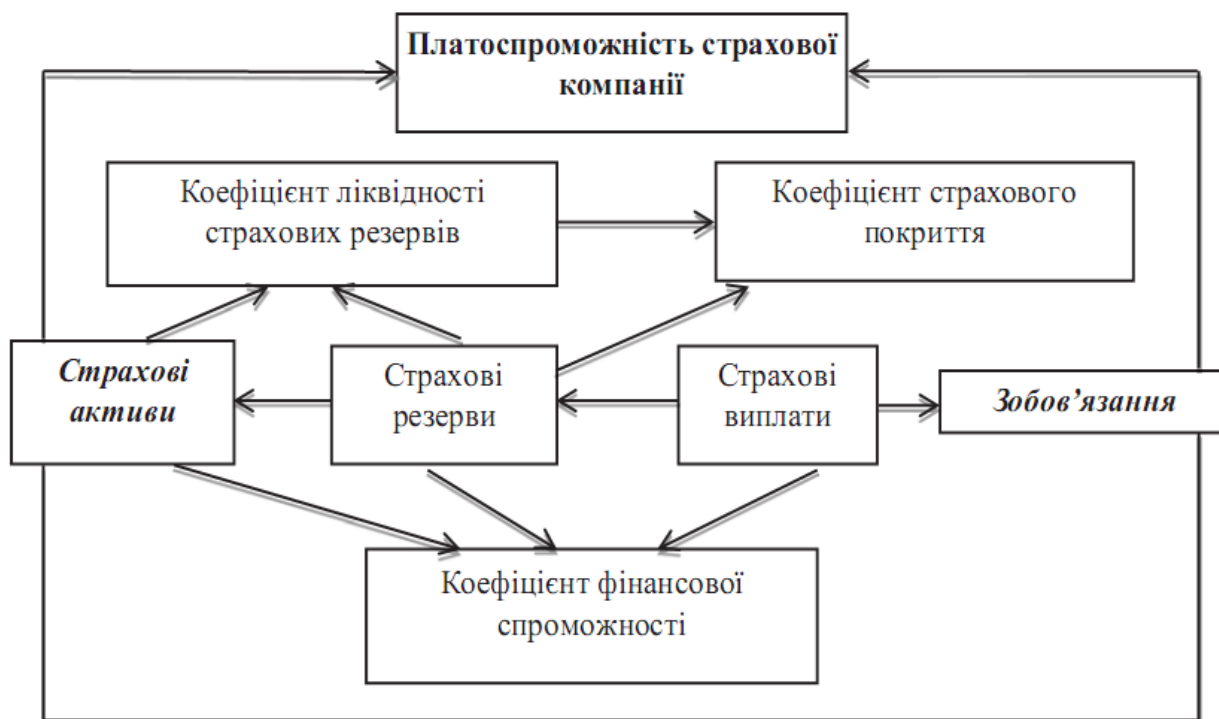 Платоспроможність страхової
компанії
Коефіцієнт ліквідності
страхових резервів
Коефіцієнт страхового
покриття
Страхові
активи
Страхові
резерви
Страхові
виплати
Зобов’язання
Коефіцієнт фінансової
спроможності